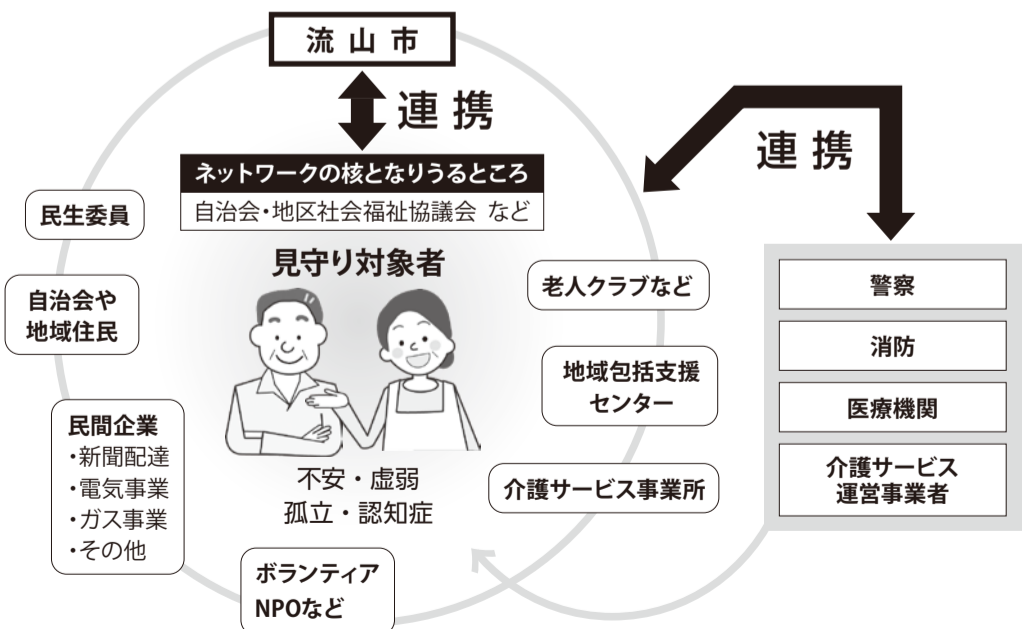 流山市
連携
ネットワークの核となりうるところ
自治会・地区社会福祉協議会 など
見守り対象者
不安・虚弱
孤立・認知症
民生委員
自治会や
地域住民
民間企業
・新聞配達
・電気事業
・ガス事業
・その他
ボランティア
NPOなど
老人クラブなど
地域包括支援
センター
介護サービス事業所
連携
警察
消防
医療機関
介護サービス
運営事業者